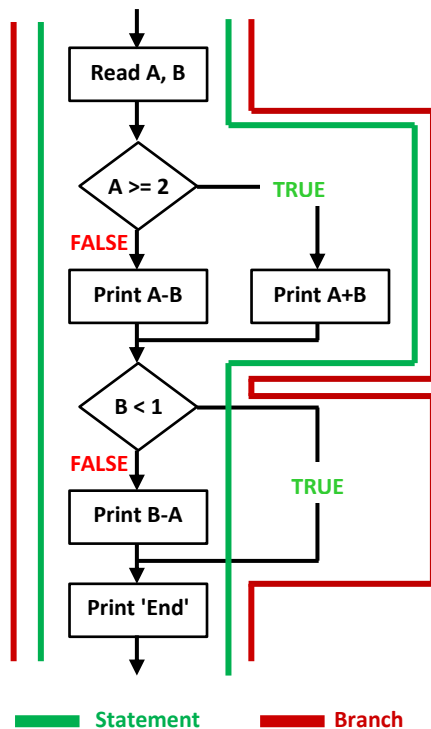 Read A, B
A >= 2
TRUE
FALSE
Print A-B
Print A+B
B < 1
FALSE
TRUE
Print B-A
Print 'End'
Statement
Branch